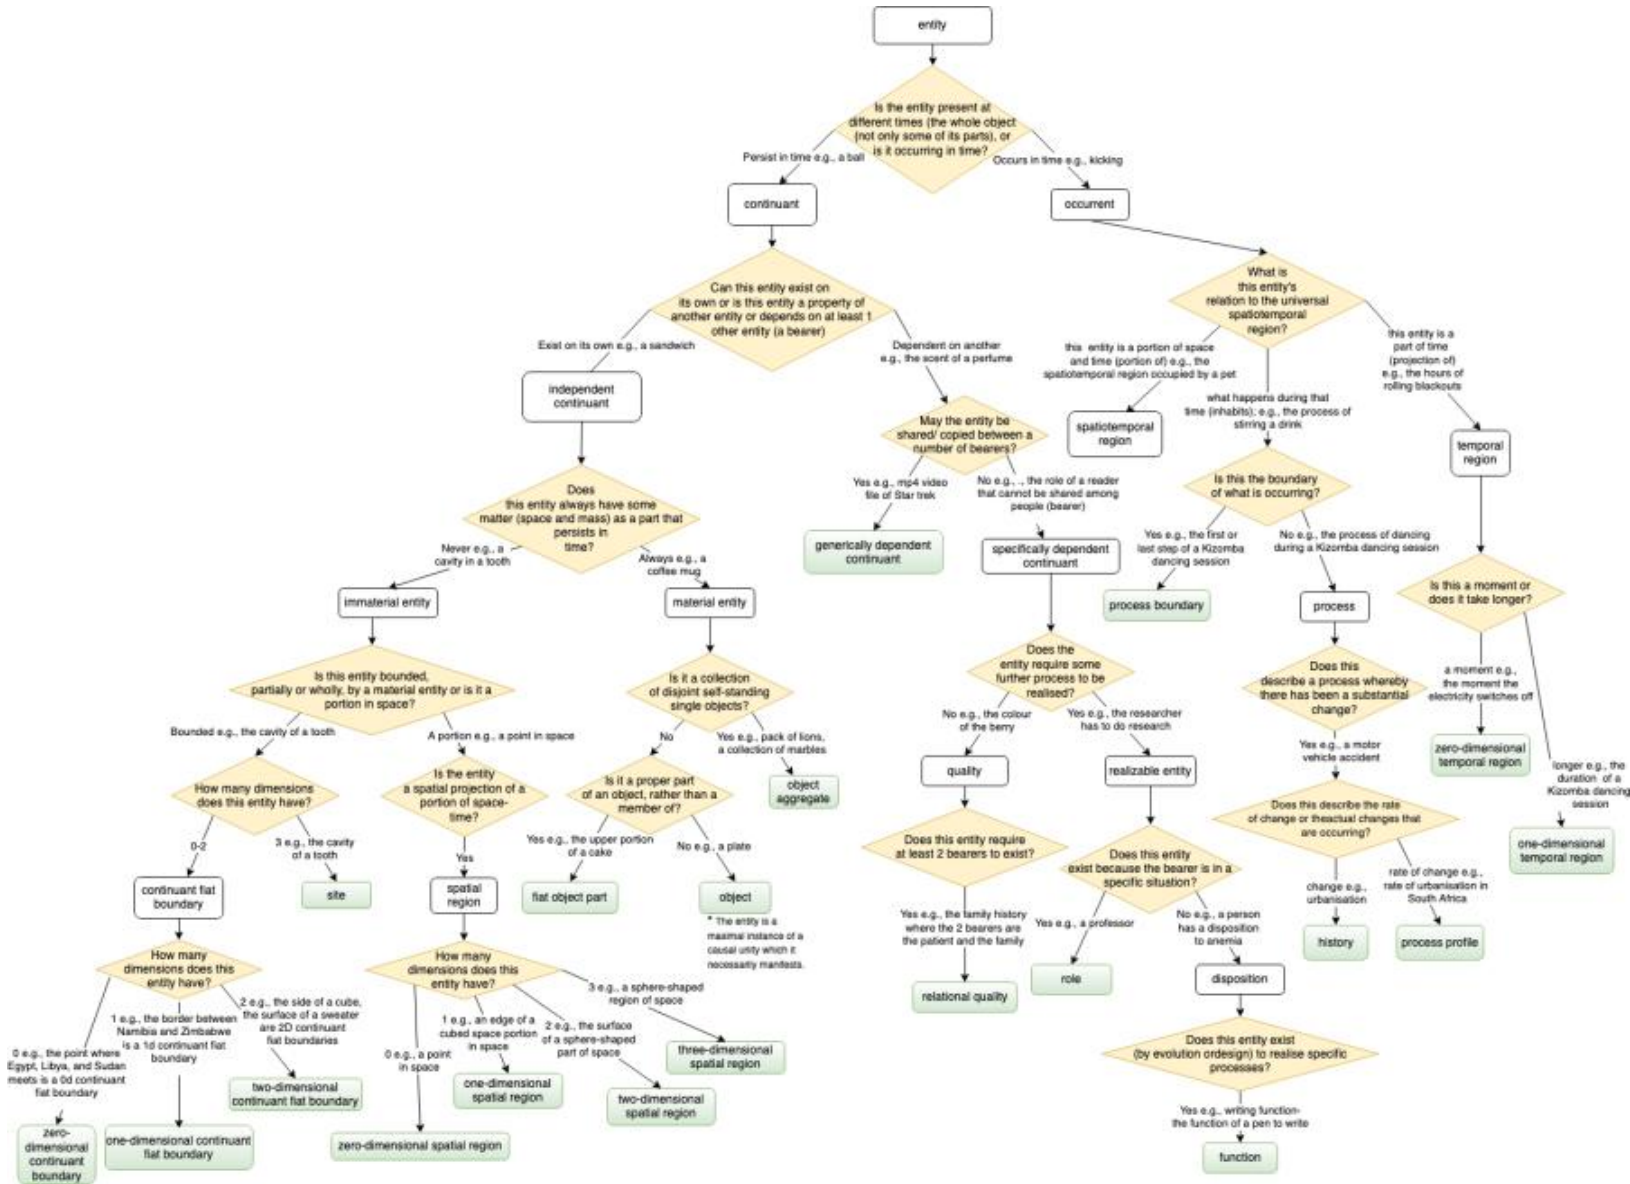 entity
Is the entity present at
different times (the whole object
(not only some of its parts), or
is it occurring in time?
Persist in time e.g., a ball
Occurs in time e.g., kicking
continuant
occurrent
Can this entity exist on
its own or is this entity a property of
another entity or depends on at least 1
other entity (a bearer)
What is
this entity's
relation to the universal
spatiotemporal
region?
Exist on its own e.g., a sandwich
Dependent on another
e.g., the scent of a perfume
this entity is a portion of space
and time (portion of) e.g., the
spatiotemporal region occupied by a pet
what happens during that
time (inhabits); e.g., the process of
stirring a drink
this entity is a
part of time
(projection of)
e.g., the hours of
rolling blackouts
independent
continuant
May the entity be
shared/ copied between a
number of bearers?
spatiotemporal
region
temporal
region
Does
this entity always have some
matter (space and mass) as a part that
persists in
time?
Yes e.g., mp4 video
file of Star trek
No e.g., ., the role of a reader
that cannot be shared among
people (bearer)
Is this the boundary
of what is occurring?
Never e.g., a
cavity in a tooth
Always e.g., a
coffee mug
generically dependent
continuant
specifically dependent
continuant
Yes e.g., the first or
last step of a Kizomba
dancing session
No e.g., the process of dancing
during a Kizomba dancing session
immaterial entity
material entity
process boundary
process
Is this a moment or
does it take longer?
Is this entity bounded,
partially or wholly, by a material entity or is it a
portion in space?
Is it a collection
of disjoint self-standing
single objects?
Does the
entity require some
further process to be
realised?
Does this
describe a process whereby
there has been a substantial
change?
a moment e.g.,
the moment the
electricity switches off
Bounded e.g., the cavity of a tooth
A portion e.g., a point in space
No
Yes e.g., pack of lions,
a collection of marbles
No e.g., the colour
of the berry
Yes e.g., the researcher
has to do research
Yes e.g., a motor
vehicle accident
zero-dimensional
temporal region
longer e.g., the
duration of a
Kizomba dancing
session
How many dimensions
does this entity have?
Is the entity
a spatial projection of a
portion of space-
time?
Is it a proper part
of an object, rather than a
member of?
object
aggregate
quality
realizable entity
Does this describe the rate
of change or theactual changes that
are occurring?
0-2
3 e.g., the cavity
of a tooth
Yes
Yes e.g., the upper portion
of a cake
No e.g., a plate
Does this entity require
at least 2 bearers to exist?
Does this entity
exist because the bearer is in a
specific situation?
one-dimensional
temporal region
continuant fiat
boundary
site
spatial
region
fiat object part
object
* The entity is a
maximal instance of a
causal unity which it
necessarily manifests.
Yes e.g., the family history
where the 2 bearers are
the patient and the family
Yes e.g., a professor
No e.g., a person
has a disposition
to anemia
change e.g.,
urbanisation
rate of change e.g.,
rate of urbanisation in
South Africa
history
process profile
How many
dimensions does this
entity have?
How many
dimensions does this
entity have?
relational quality
role
disposition
0 e.g., the point where
Egypt, Libya, and Sudan
meets is a 0d continuant
fiat boundary
1 e.g., the border between
Namibia and Zimbabwe
is a 1d continuant fiat
boundary
2 e.g., the side of a cube,
the surface of a sweater
are 2D continuant
fiat boundaries
0 e.g., a point
in space
1 e.g., an edge of a
cubed space portion
in space
2 e.g., the surface
of a sphere-shaped
part of space
3 e.g., a sphere-shaped
region of space
Does this entity exist
(by evolution ordesign) to realise specific
processes?
two-dimensional
continuant fiat boundary
one-dimensional
spatial region
two-dimensional
spatial region
three-dimensional
spatial region
Yes e.g., writing function-
the function of a pen to write
zero-
dimensional
continuant
boundary
one-dimensional continuant
fiat boundary
zero-dimensional spatial region
function